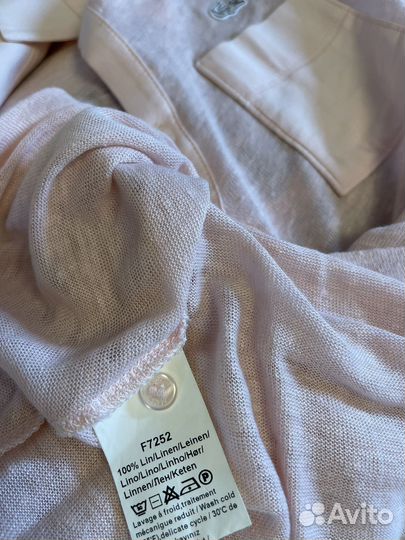 F7252
100% Lin/Linen/Leinen/
Lino/Lino/Linho/Hør/
Linnen/Лен/Keten
Lavage à froid,traitement
mécanique réduit / Wash cold
delicate cycle / 30°C de
Avito